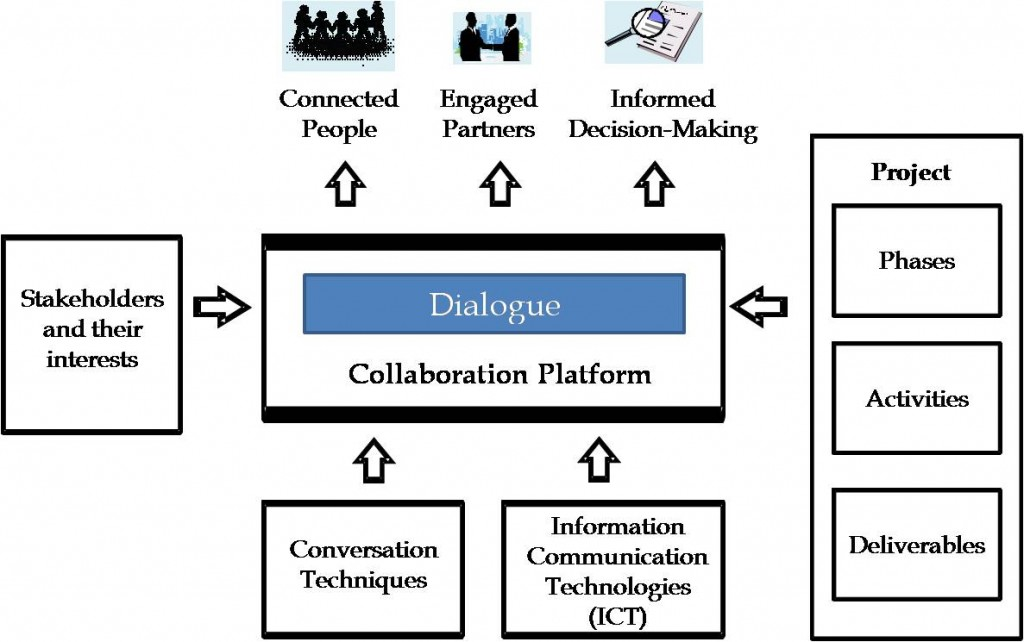 Connected
People
Engaged
Partners
Informed
Decision-Making
Stakeholders
and their
interests
Dialogue
Collaboration Platform
Project
Phases
Activities
Deliverables
Conversation
Techniques
Information
Communication
Technologies
(ICT)